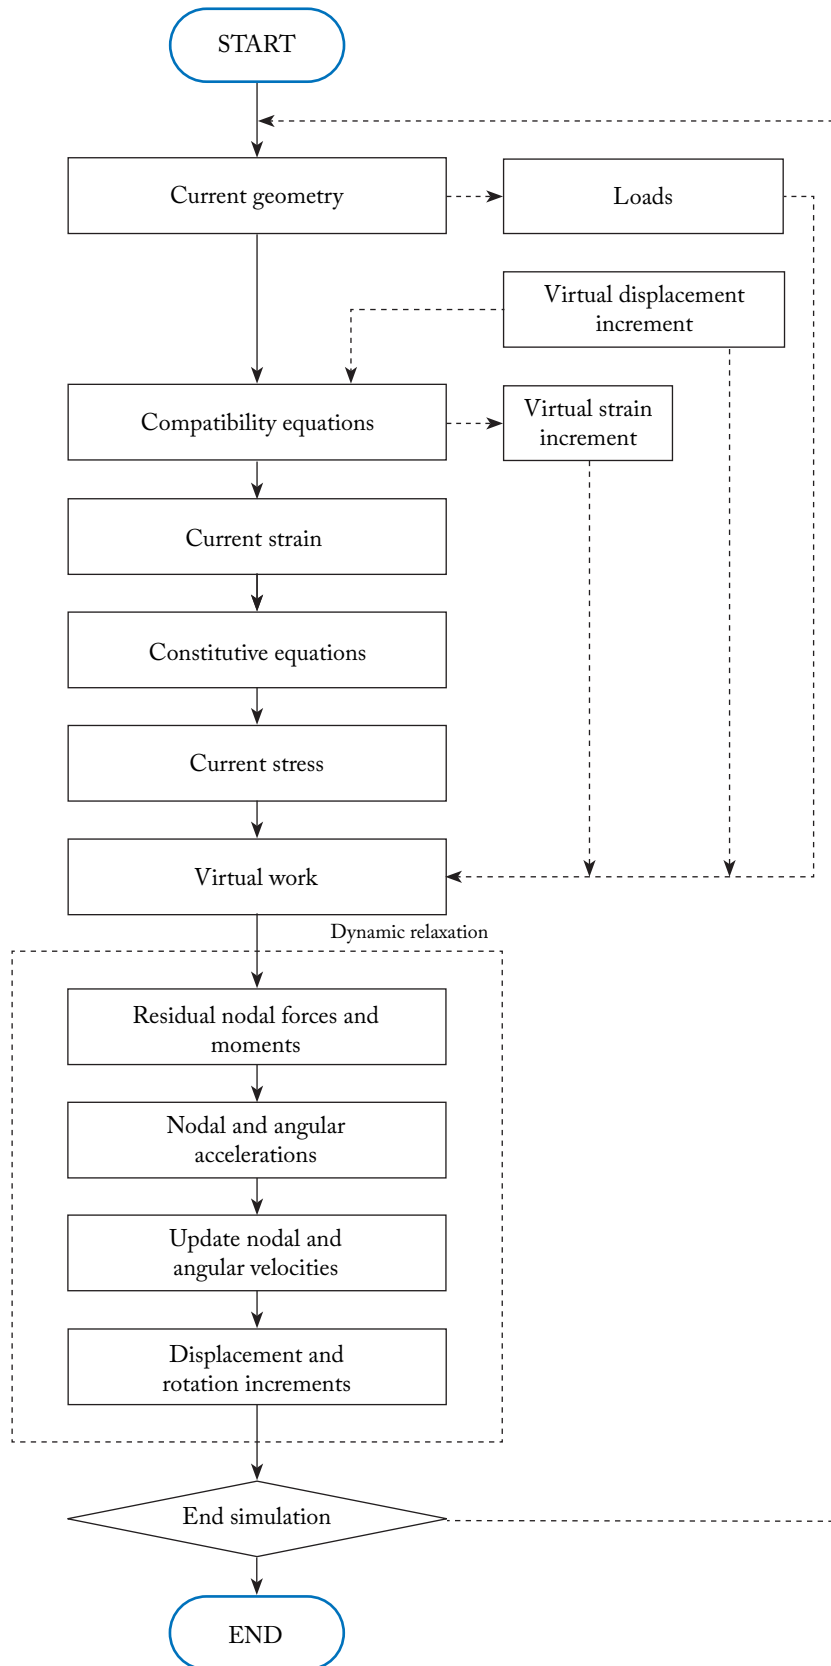 START
Current geometry
Loads
Virtual displacement
increment
Compatibility equations
Virtual strain
increment
Current strain
Constitutive equations
Current stress
Virtual work
Dynamic relaxation
Residual nodal forces and
moments
Nodal and angular
accelerations
Update nodal and
angular velocities
Displacement and
rotation increments
End simulation
END